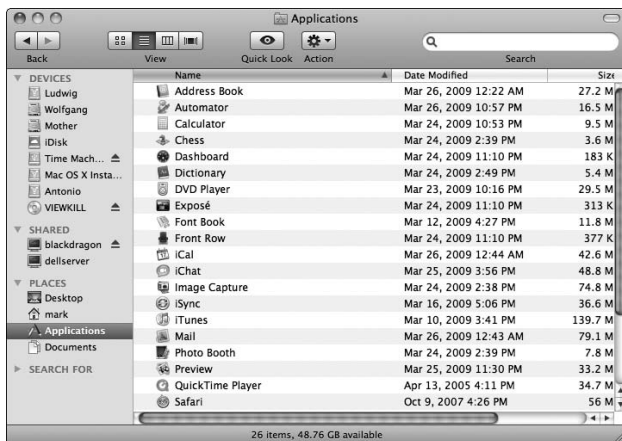 Applications
Back View Quick Look Action Search
Name Date Modified Size
DEVICES
Ludwig
Wolfgang
Mother
iDisk
Time Mach...
Mac OS X Insta...
Antonio
VIEWKILL
SHARED
blackdragon
dellserver
PLACES
Desktop
mark
Applications
Documents
SEARCH FOR
Address Book Mar 26, 2009 12:22 AM 27.2 M
Automator Mar 26, 2009 10:57 PM 16.5 M
Calculator Mar 24, 2009 10:53 PM 9.5 M
Chess Mar 24, 2009 2:39 PM 3.6 M
Dashboard Mar 24, 2009 11:10 PM 183 K
Dictionary Mar 24, 2009 2:49 PM 5.4 M
DVD Player Mar 23, 2009 10:16 PM 29.5 M
Exposé Mar 24, 2009 11:10 PM 313 K
Font Book Mar 12, 2009 4:27 PM 11.8 M
Front Row Mar 24, 2009 11:10 PM 377 K
iCal Mar 26, 2009 12:44 AM 42.6 M
iChat Mar 25, 2009 3:56 PM 48.8 M
Image Capture Mar 24, 2009 2:38 PM 74.8 M
iSync Mar 16, 2009 5:06 PM 36.6 M
iTunes Mar 10, 2009 3:41 PM 139.7 M
Mail Mar 26, 2009 12:43 AM 79.1 M
Photo Booth Mar 24, 2009 2:39 PM 7.8 M
Preview Mar 25, 2009 11:30 PM 33.2 M
QuickTime Player Apr 13, 2005 4:11 PM 34.7 M
Safari Oct 9, 2007 4:26 PM 56 M
26 items, 48.76 GB available